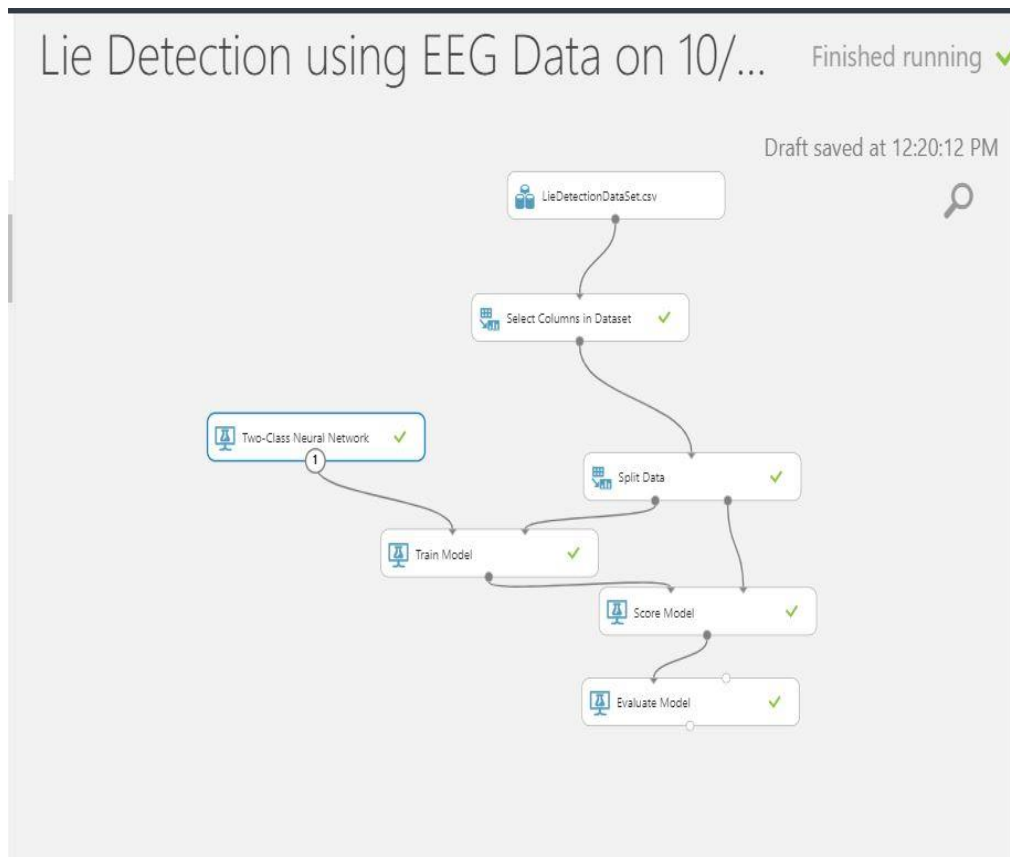 Lie Detection using EEG Data on 10/...
Finished running
Draft saved at 12:20:12 PM
LieDetectionDataSet.csv
Select Columns in Dataset
Two-Class Neural Network
1
Split Data
Train Model
Score Model
Evaluate Model